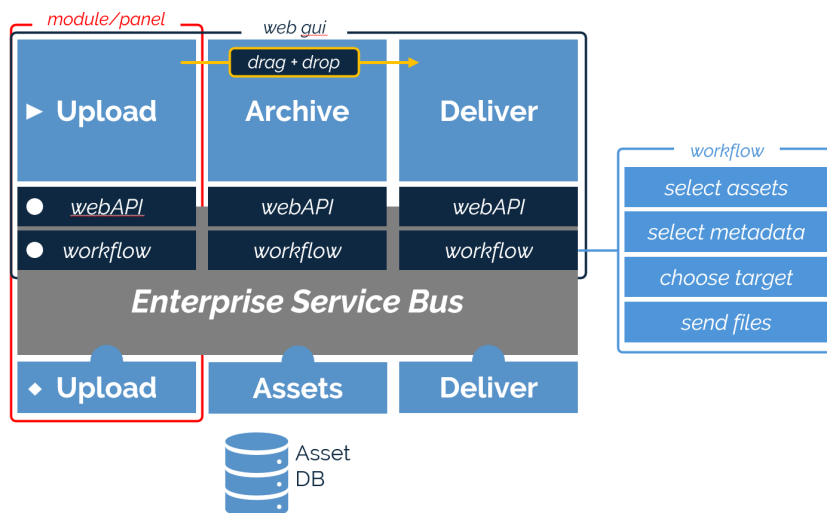 module/panel
web gui
drag + drop
Upload
Archive
Deliver
webAPI
webAPI
webAPI
workflow
workflow
workflow
Enterprise Service Bus
Upload
Assets
Deliver
Asset
DB
workflow
select assets
select metadata
choose target
send files